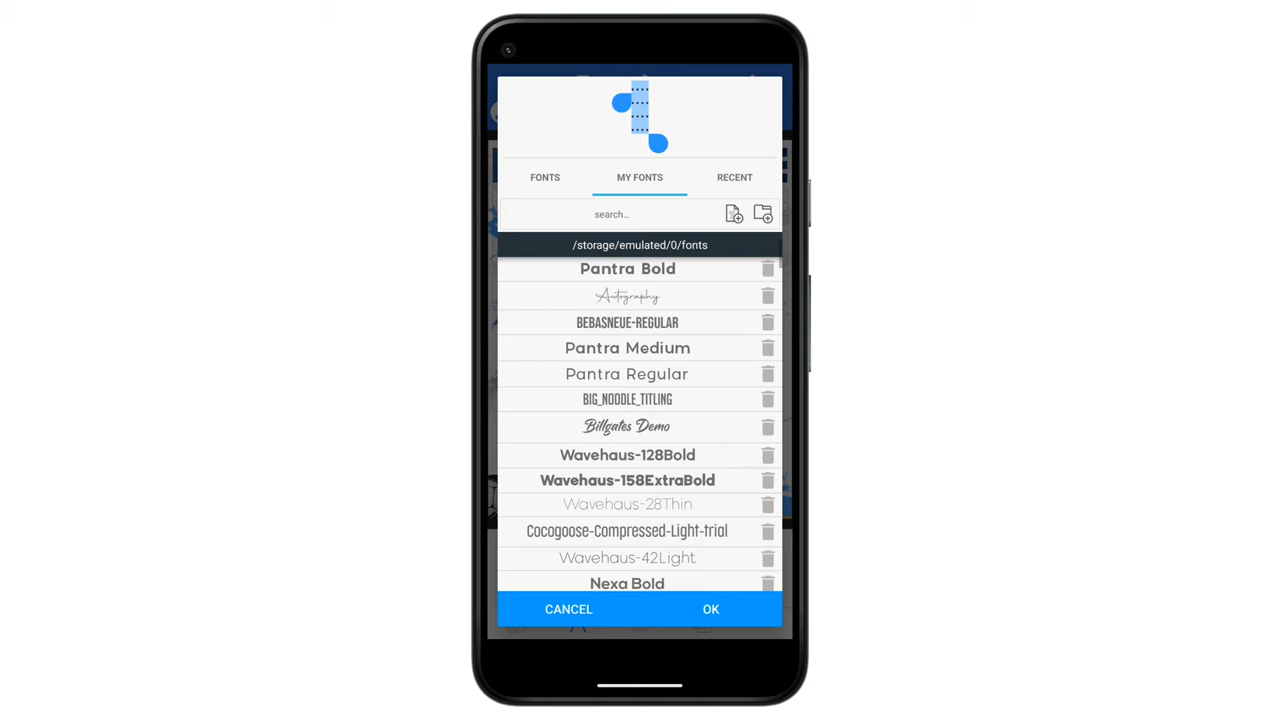 FONTS
MY FONTS
RECENT
search...
/storage/emulated/0/fonts
Pantra Bold
Autography
BEBASNEUE-REGULAR
Pantra Medium
Pantra Regular
BIG_NOODLE_TITLING
Billgates Demo
Wavehaus-128Bold
Wavehaus-158ExtraBold
Wavehaus-28Thin
Cocogoose-Compressed-Light-trial
Wavehaus-42Light
Nexa Bold
CANCEL
OK